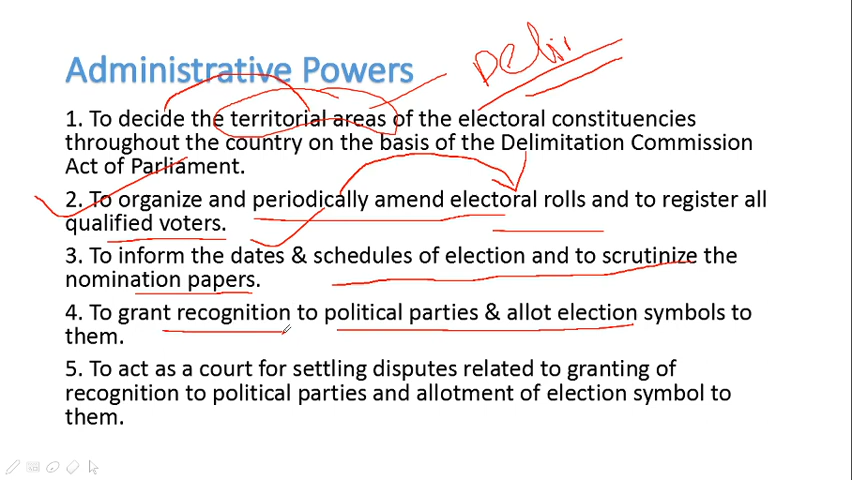 Administrative Powers
1. To decide the territorial areas of the electoral constituencies
throughout the country on the basis of the Delimitation Commission
Act of Parliament.
2. To organize and periodically amend electoral rolls and to register all
qualified voters.
3. To inform the dates & schedules of election and to scrutinize the
nomination papers.
4. To grant recognition to political parties & allot election symbols to
them.
5. To act as a court for settling disputes related to granting of
recognition to political parties and allotment of election symbol to
them.